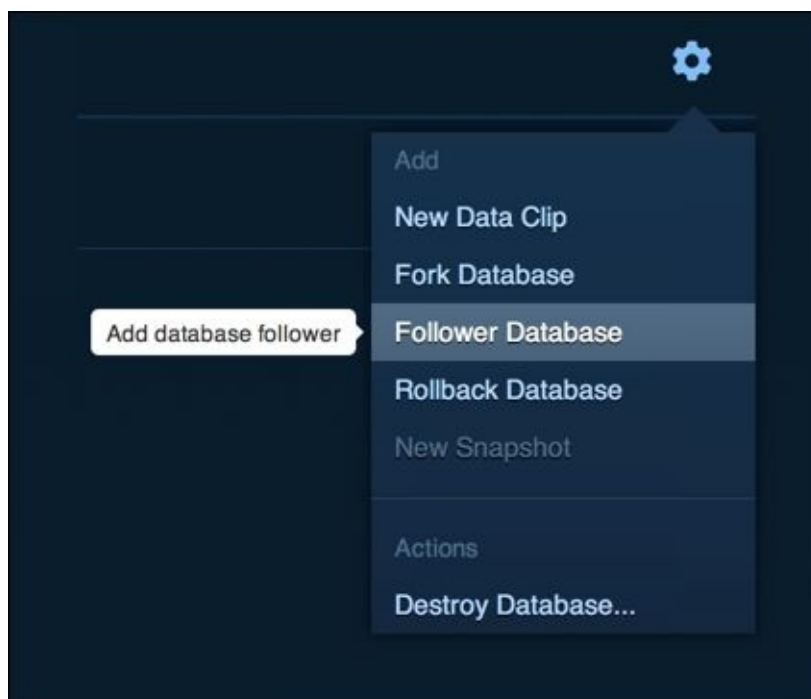 Add
New Data Clip
Fork Database
Add database follower
Follower Database
Rollback Database
New Snapshot
Actions
Destroy Database...